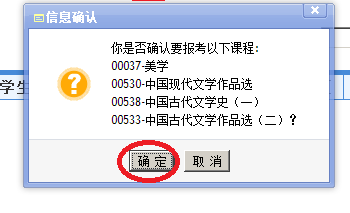 信息确认
你是否确认要报考以下课程：
00037-美学
00530-中国现代文学作品选
00538-中国古代文学史（一）
00533-中国古代文学作品选（二）？
学生
确 定
取 消